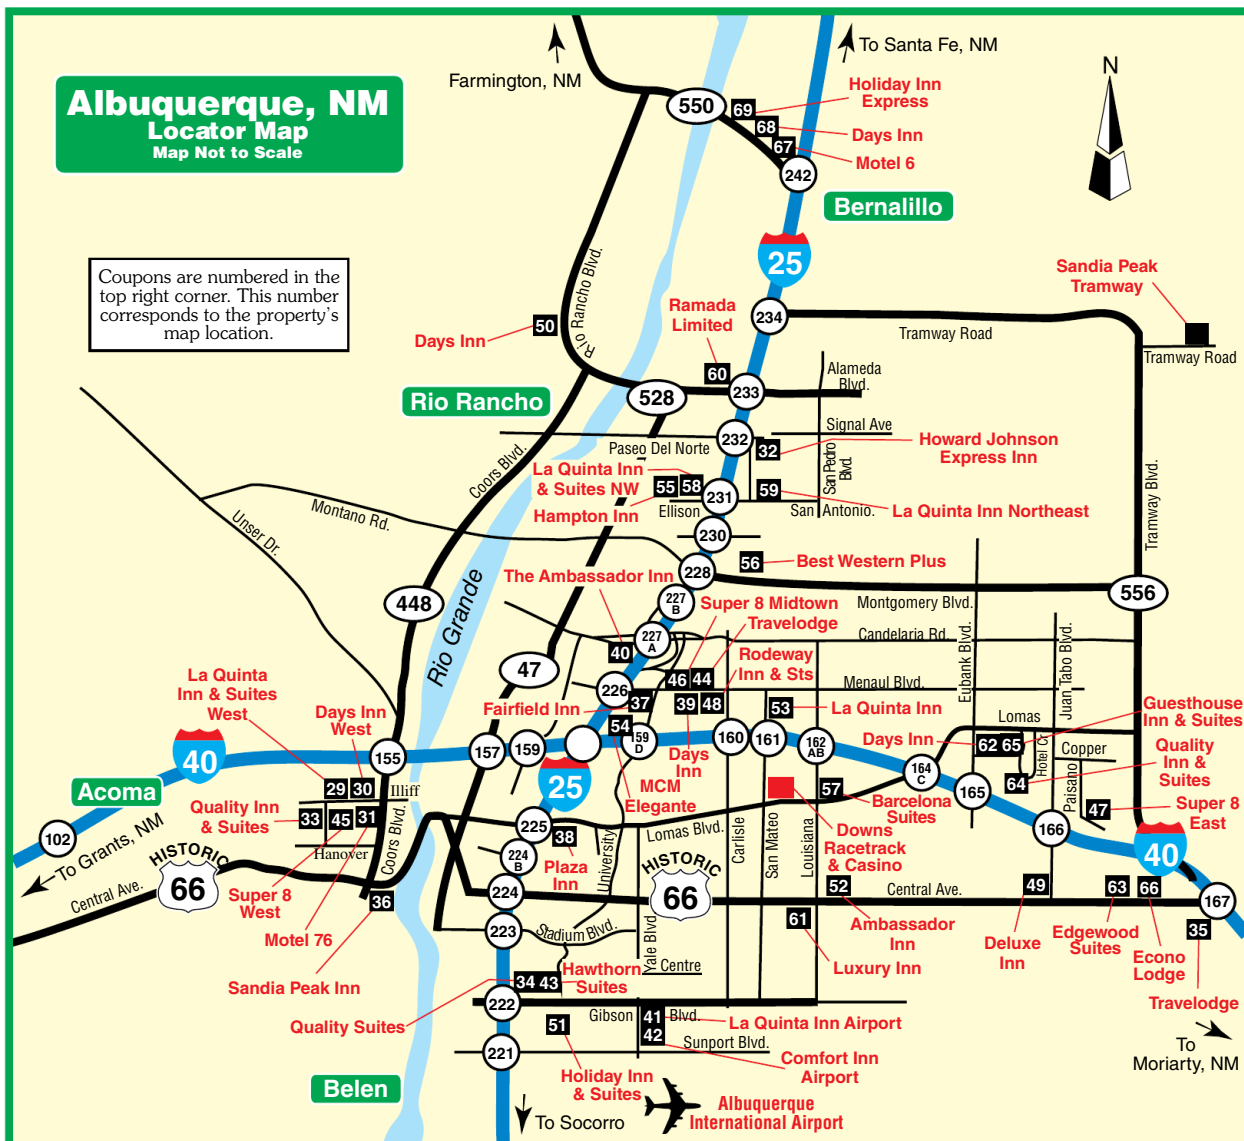 To Santa Fe, NM
Farmington, NM
N
Albuquerque, NM
Locator Map
Map Not to Scale
550
69
Holiday Inn
Express
68
Days Inn
67
Motel 6
242
Bernalillo
25
Coupons are numbered in the
top right corner. This number
corresponds to the property's
map location.
Rio Rancho Blvd.
Sandia Peak
Tramway
Ramada
Limited
234
Tramway Road
Tramway Road
50
Days Inn
60
233
Alameda
Blvd.
Rio Rancho
528
Signal Ave
232
Paseo Del Norte
32
Howard Johnson
Express Inn
San Pedro
Blvd.
Coors Blvd.
La Quinta Inn
& Suites NW
55
58
231
59
Hampton Inn
Ellison
San Antonio.
La Quinta Inn Northeast
Tramway Blvd.
Unser Dr.
Montano Rd.
230
56
Best Western Plus
228
The Ambassador Inn
556
448
Rio Grande
227
B
Super 8 Midtown
Travelodge
Montgomery Blvd.
227
A
40
Candelaria Rd.
Rodeway
Inn & Sts
Eubank Blvd.
Juan Tabo Blvd.
47
46
44
Menaul Blvd.
226
37
39
48
Fairfield Inn
53
La Quinta Inn
La Quinta
Inn & Suites
West
Days Inn
West
Guesthouse
Inn & Suites
Lomas
54
159
D
160
161
162
AB
Days Inn
62
65
Hotel Cr.
Copper
Quality
Inn &
Suites
40
155
157
159
Days
Inn
MCM
Elegante
25
164
C
64
Paisano
Acoma
29
30
Illiff
165
57
Barcelona
Suites
47
Super 8
East
Quality Inn
& Suites
33
45
31
Coors Blvd.
Hanover
102
To Grants, NM
225
38
Plaza
Inn
University
Lomas Blvd.
Carlisle
San Mateo
Downs
Racetrack
& Casino
Louisiana
166
40
HISTORIC
66
224
B
HISTORIC
66
Central Ave.
Super 8
West
36
224
52
Central Ave.
49
63
66
167
Motel 76
223
Stadium Blvd.
Yale Blvd
61
Ambassador
Inn
Deluxe
Inn
Edgewood
Suites
Econo
Lodge
35
Sandia Peak Inn
34
43
Hawthorn
Suites
Centre
Luxury Inn
Travelodge
222
Quality Suites
51
Gibson
41
Blvd.
La Quinta Inn Airport
42
Sunport Blvd.
221
Comfort Inn
Airport
To
Moriarty, NM
Belen
Holiday Inn
& Suites
To Socorro
Albuquerque
International Airport